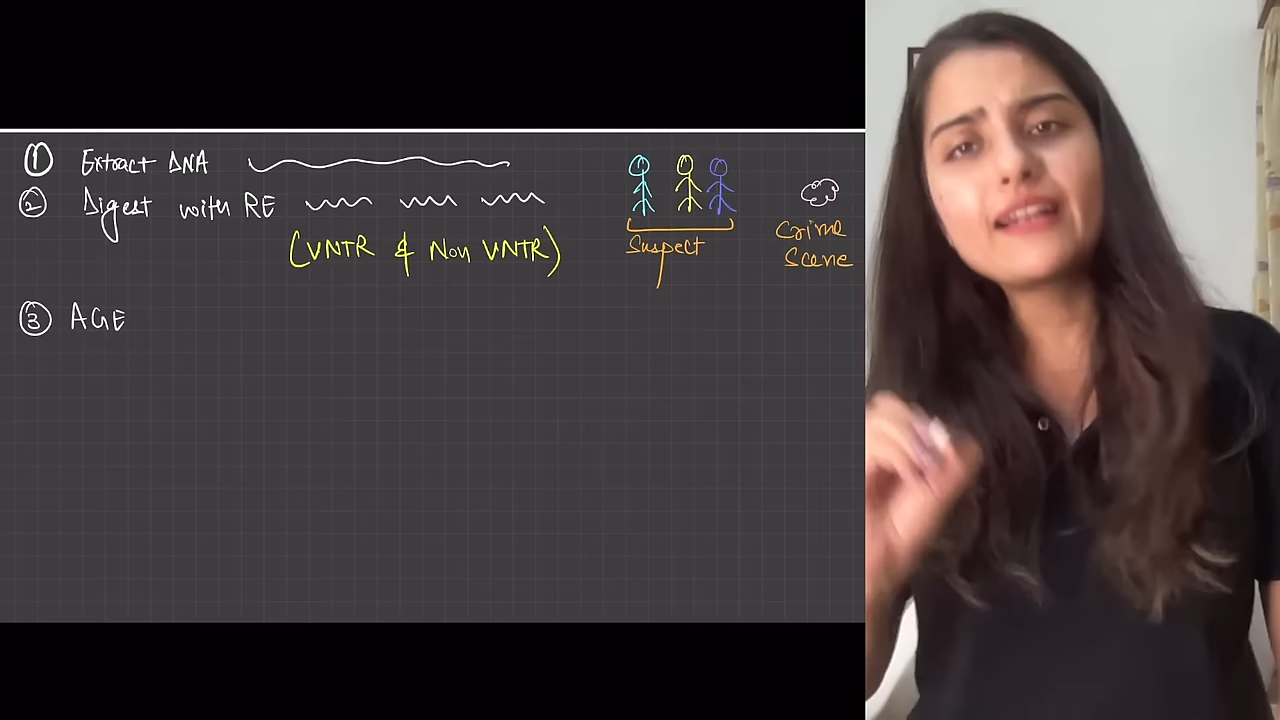 ① Extract DNA
② Digest with RE
(VNTR & Non VNTR)
Suspect
Crime
Scene
③ AGE